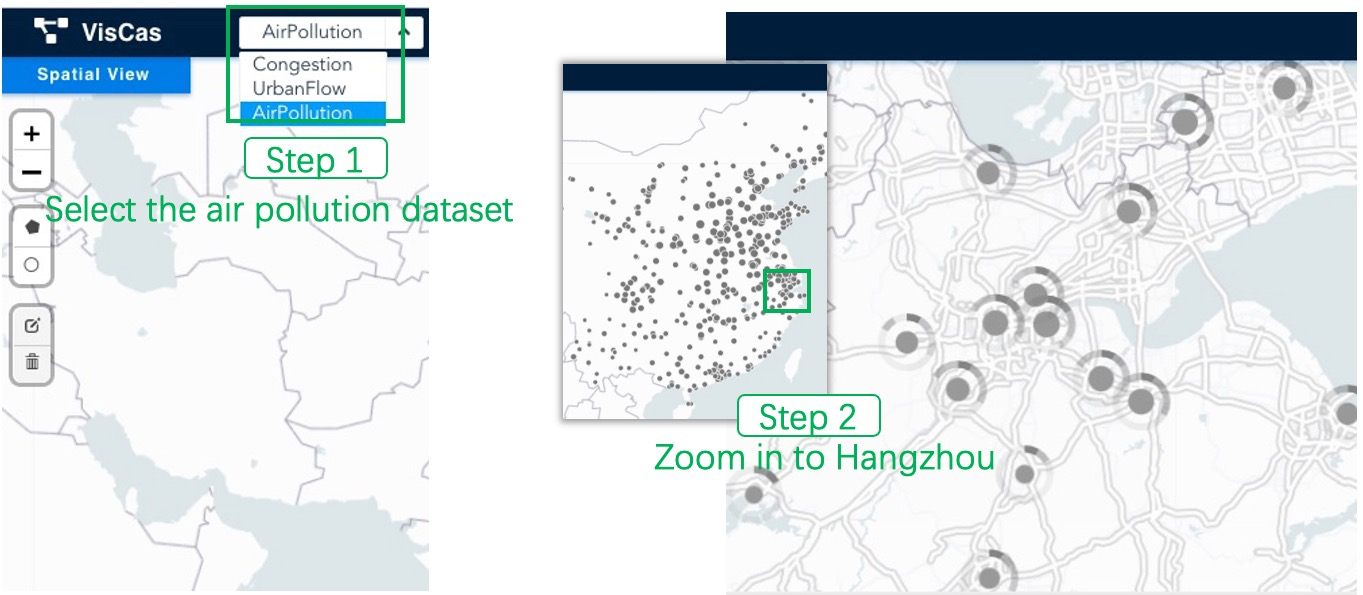 VisCas
AirPollution
Spatial View
Congestion
UrbanFlow
AirPollution
+
−
Step 1
Select the air pollution dataset
Step 2
Zoom in to Hangzhou